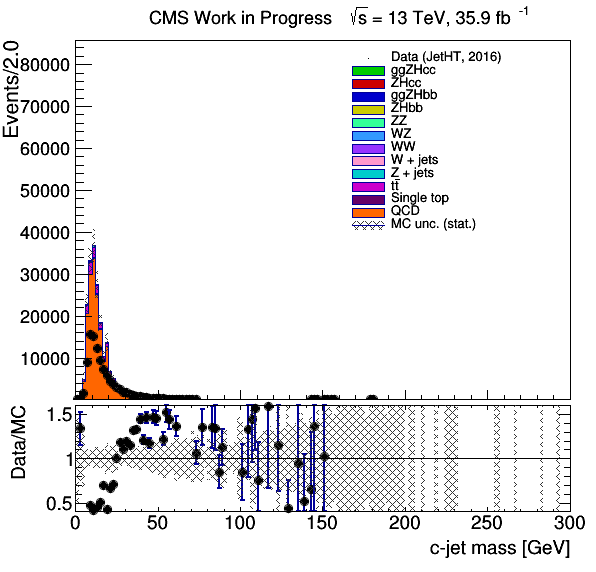 CMS Work in Progress √s = 13 TeV, 35.9 fb⁻¹
Events/2.0
80000
70000
60000
50000
40000
30000
20000
10000
Data (JetHT, 2016)
ggZHcc
ZHcc
ggZHbb
ZHbb
ZZ
WZ
WW
W + jets
Z + jets
tt̄
Single top
QCD
MC unc. (stat.)
Data/MC
1.5
1
0.5
0 50 100 150 200 250 300
c-jet mass [GeV]